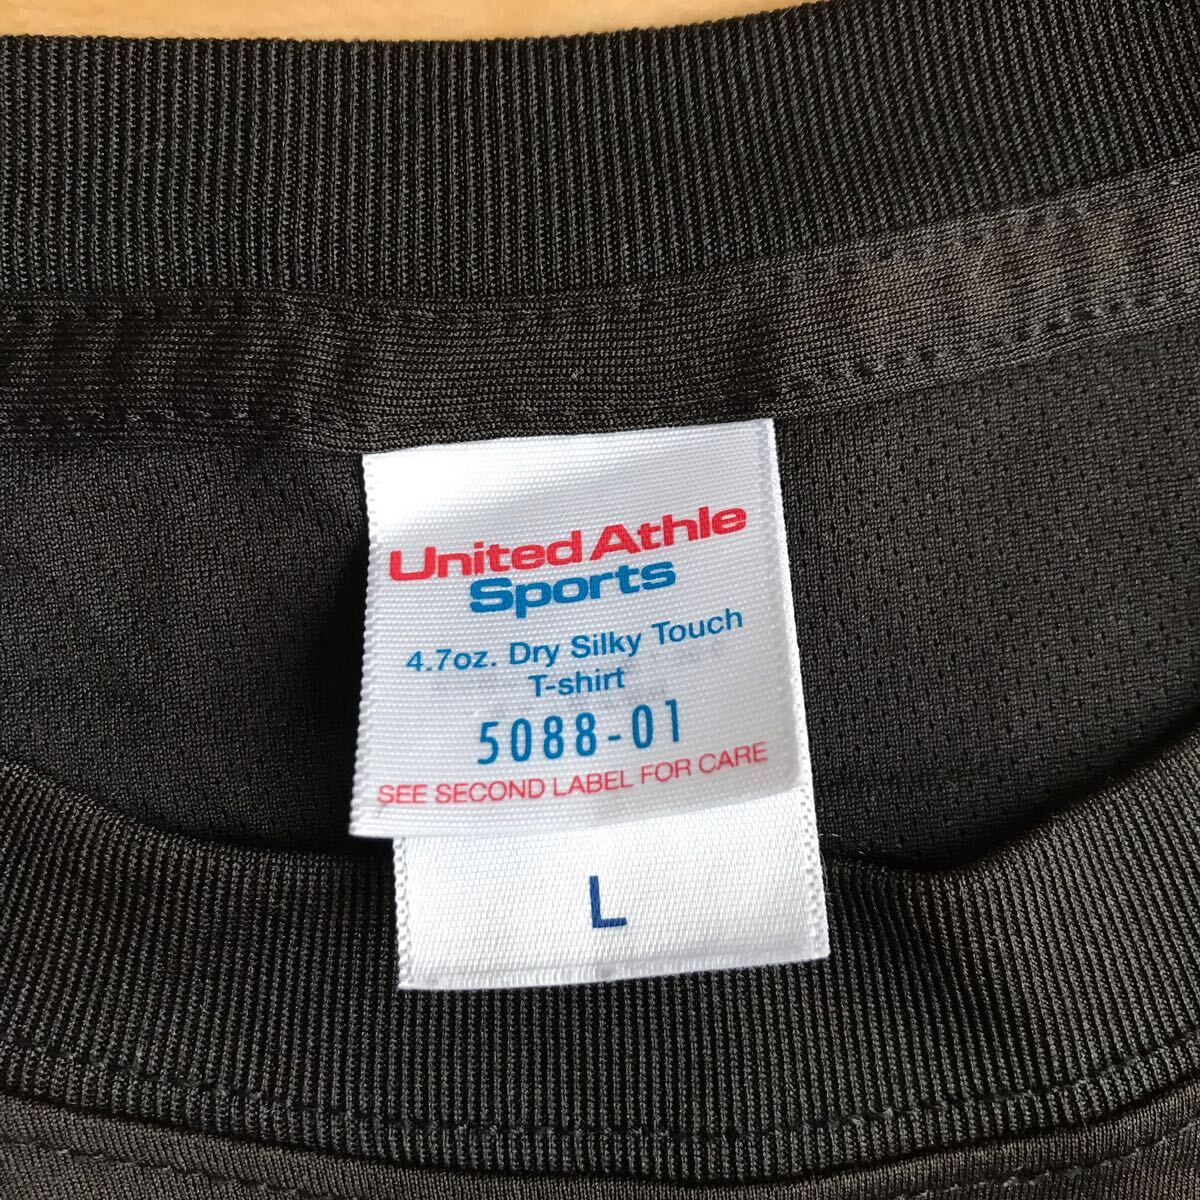 United Athle
Sports
4.7oz. Dry Silky Touch
T-shirt
5088-01
SEE SECOND LABEL FOR CARE
L